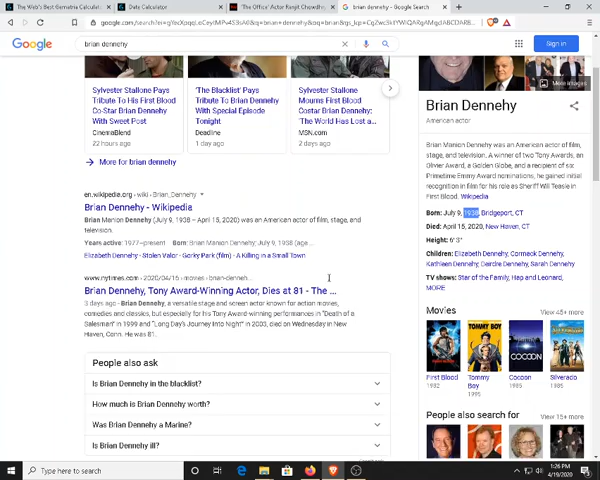 The Web's Best Gematria Calculator
Date Calculator
'The Office' Actor Ranjit Chowdhry
brian dennehy - Google Search
Google
brian dennehy
Sign in
Sylvester Stallone Pays Tribute To His First Blood Co-Star Brian Dennehy With Sweet Post
CinemaBlend
22 hours ago
'The Blacklist' Pays Tribute To Brian Dennehy With Special Episode Tonight
Deadline
1 day ago
Sylvester Stallone Mourns First Blood Costar Brian Dennehy: 'The World Has Lost a...
MSN.com
2 days ago
More for brian dennehy
en.wikipedia.org › wiki › Brian_Dennehy
Brian Dennehy - Wikipedia
Brian Manion Dennehy (July 9, 1938 – April 15, 2020) was an American actor of film, stage, and
television.
Years active: 1977–present Born: Brian Manion Dennehy; July 9, 1938 (age ...
Elizabeth Dennehy · Stolen Valor · Gorky Park (film) · A Killing in a Small Town
www.nytimes.com › 2020/04/16 › movies › brian-denneh...
Brian Dennehy, Tony Award-Winning Actor, Dies at 81 - The ...
3 days ago - Brian Dennehy, a versatile stage and screen actor known for action movies,
comedies and classics, but especially for his Tony Award-winning performances in "Death of a
Salesman" in 1999 and "Long Day's Journey Into Night" in 2003, died on Wednesday in New
Haven, Conn. He was 81.
People also ask
Is Brian Dennehy in the blacklist?
How much is Brian Dennehy worth?
Was Brian Dennehy a Marine?
Is Brian Dennehy ill?
More images
Brian Dennehy
American actor
Brian Manion Dennehy was an American actor of film,
stage, and television. A winner of two Tony Awards, an
Olivier Award, a Golden Globe, and a recipient of six
Primetime Emmy Award nominations, he gained initial
recognition in film for his role as Sheriff Will Teasle in
First Blood. Wikipedia
Born: July 9, 1938, Bridgeport, CT
Died: April 15, 2020, New Haven, CT
Height: 6′ 3″
Children: Elizabeth Dennehy, Cormack Dennehy,
Kathleen Dennehy, Deirdre Dennehy, Sarah Dennehy
TV shows: Star of the Family, Hap and Leonard,
MORE
Movies
View 45+ more
First Blood
1982
Tommy Boy
1995
Cocoon
1985
Silverado
1985
People also search for
View 15+ more
Type here to search
1:26 PM
4/19/2020